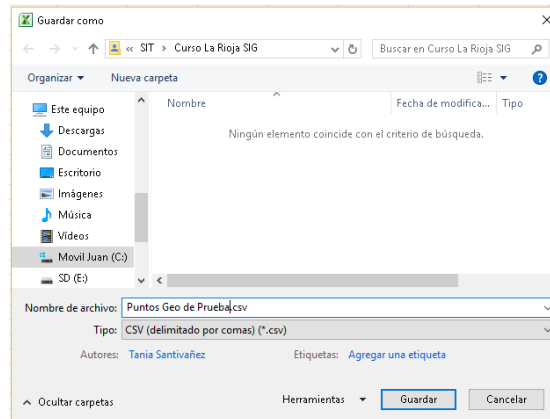 Guardar como
« SIT > Curso La Rioja SIG
Buscar en Curso La Rioja SIG
Organizar
Nueva carpeta
Este equipo
Descargas
Documentos
Escritorio
Imágenes
Música
Vídeos
Movil Juan (C:)
SD (E:)
Nombre
Fecha de modifica...
Tipo
Ningún elemento coincide con el criterio de búsqueda.
Nombre de archivo: Puntos Geo de Prueba.csv
Tipo: CSV (delimitado por comas) (*.csv)
Autores: Tania Santivañez
Etiquetas: Agregar una etiqueta
Ocultar carpetas
Herramientas
Guardar
Cancelar